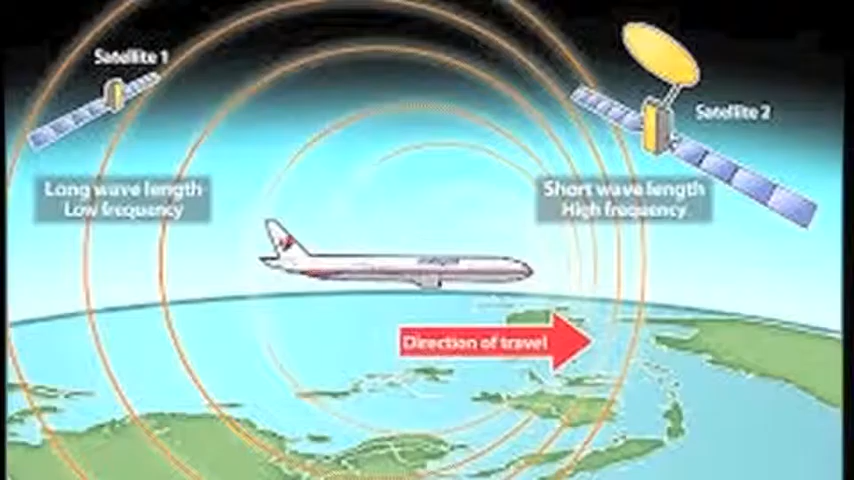 Satellite 1
Satellite 2
Long wave length
Low frequency
Short wave length
High frequency
Direction of travel